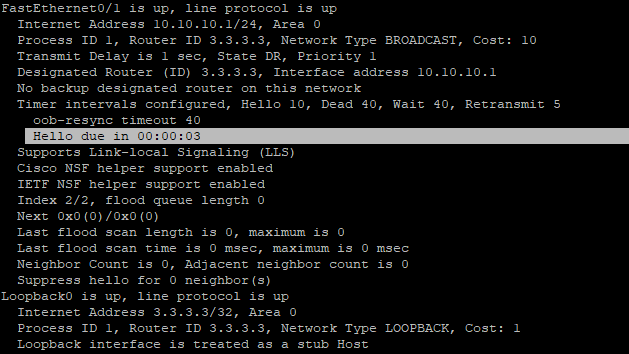 FastEthernet0/1 is up, line protocol is up
Internet Address 10.10.10.1/24, Area 0
Process ID 1, Router ID 3.3.3.3, Network Type BROADCAST, Cost: 10
Transmit Delay is 1 sec, State DR, Priority 1
Designated Router (ID) 3.3.3.3, Interface address 10.10.10.1
No backup designated router on this network
Timer intervals configured, Hello 10, Dead 40, Wait 40, Retransmit 5
oob-resync timeout 40
Hello due in 00:00:03
Supports Link-local Signaling (LLS)
Cisco NSF helper support enabled
IETF NSF helper support enabled
Index 2/2, flood queue length 0
Next 0x0(0)/0x0(0)
Last flood scan length is 0, maximum is 0
Last flood scan time is 0 msec, maximum is 0 msec
Neighbor Count is 0, Adjacent neighbor count is 0
Suppress hello for 0 neighbor(s)
Loopback0 is up, line protocol is up
Internet Address 3.3.3.3/32, Area 0
Process ID 1, Router ID 3.3.3.3, Network Type LOOPBACK, Cost: 1
Loopback interface is treated as a stub Host